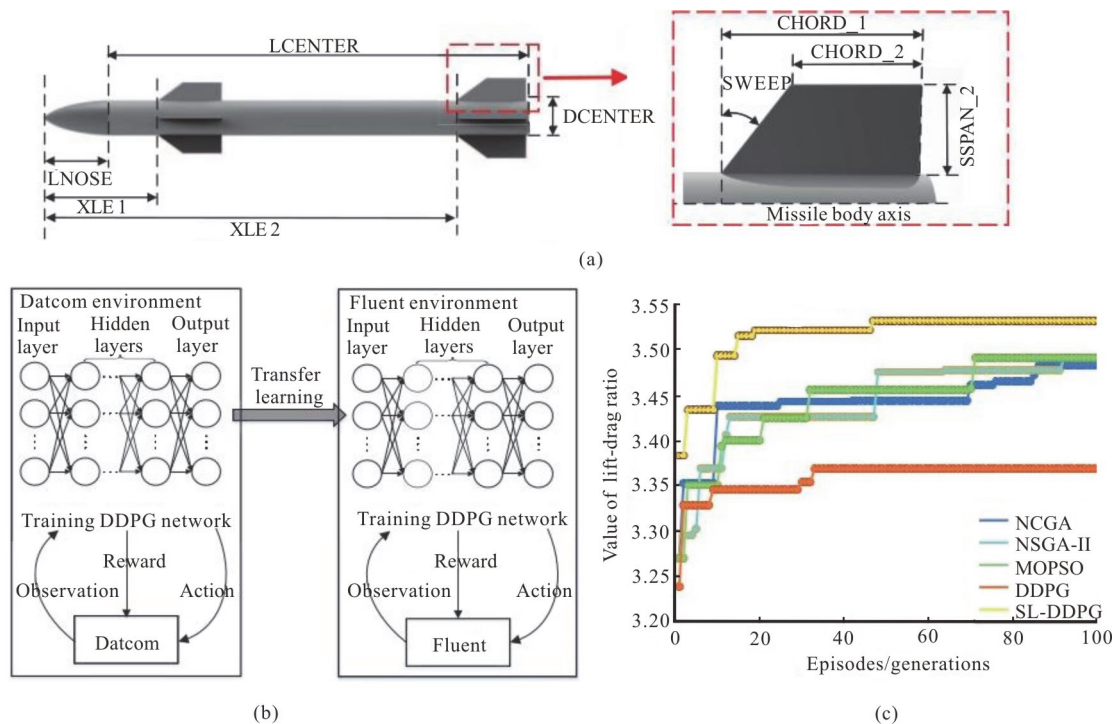 LCENTER
DCENTER
LNOSE
XLE 1
XLE 2
CHORD_1
CHORD_2
SWEEP
SSPAN_2
Missile body axis
(a)
Datcom environment
Input layer
Hidden layers
Output layer
Training DDPG network
Reward
Observation
Action
Datcom
Transfer learning
Fluent environment
Input layer
Hidden layers
Output layer
Training DDPG network
Reward
Observation
Action
Fluent
(b)
Value of lift-drag ratio
3.55
3.50
3.45
3.40
3.35
3.30
3.25
3.20
0
20
40
60
80
100
Episodes/generations
NCGA
NSGA-II
MOPSO
DDPG
SL-DDPG
(c)